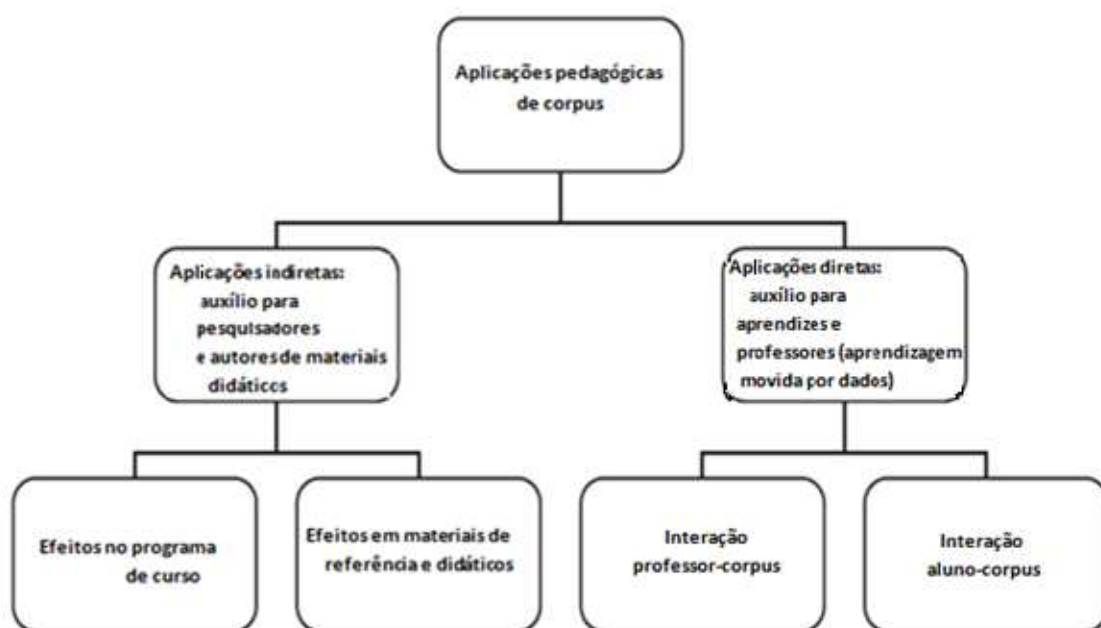 Aplicações pedagógicas
de corpus
Aplicações indiretas:
auxílio para
pesquisadores
e autores de materiais
didáticos
Aplicações diretas:
auxílio para
aprendizes e
professores (aprendizagem
movida por dados)
Efeitos no programa
de curso
Efeitos em materiais de
referência e didáticos
Interação
professor-corpus
Interação
aluno-corpus